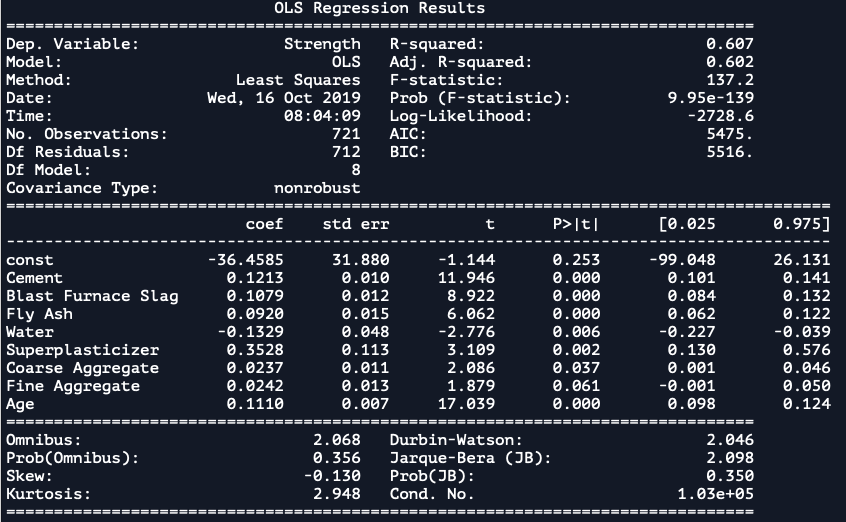 OLS Regression Results
==============================================================================
Dep. Variable:               Strength   R-squared:                       0.607
Model:                            OLS   Adj. R-squared:                  0.602
Method:                 Least Squares   F-statistic:                     137.2
Date:                Wed, 16 Oct 2019   Prob (F-statistic):          9.95e-139
Time:                        08:04:09   Log-Likelihood:                -2728.6
No. Observations:                 721   AIC:                             5475.
Df Residuals:                     712   BIC:                             5516.
Df Model:                           8
Covariance Type:            nonrobust
======================================================================================
                         coef    std err          t      P>|t|      [0.025      0.975]
--------------------------------------------------------------------------------------
const                -36.4585     31.880     -1.144      0.253     -99.048      26.131
Cement                 0.1213      0.010     11.946      0.000       0.101       0.141
Blast Furnace Slag     0.1079      0.012      8.922      0.000       0.084       0.132
Fly Ash                0.0920      0.015      6.062      0.000       0.062       0.122
Water                 -0.1329      0.048     -2.776      0.006      -0.227      -0.039
Superplasticizer       0.3528      0.113      3.109      0.002       0.130       0.576
Coarse Aggregate       0.0237      0.011      2.086      0.037       0.001       0.046
Fine Aggregate         0.0242      0.013      1.879      0.061      -0.001       0.050
Age                    0.1110      0.007     17.039      0.000       0.098       0.124
==============================================================================
Omnibus:                        2.068   Durbin-Watson:                   2.046
Prob(Omnibus):                  0.356   Jarque-Bera (JB):                2.098
Skew:                          -0.130   Prob(JB):                        0.350
Kurtosis:                       2.948   Cond. No.                     1.03e+05
==============================================================================